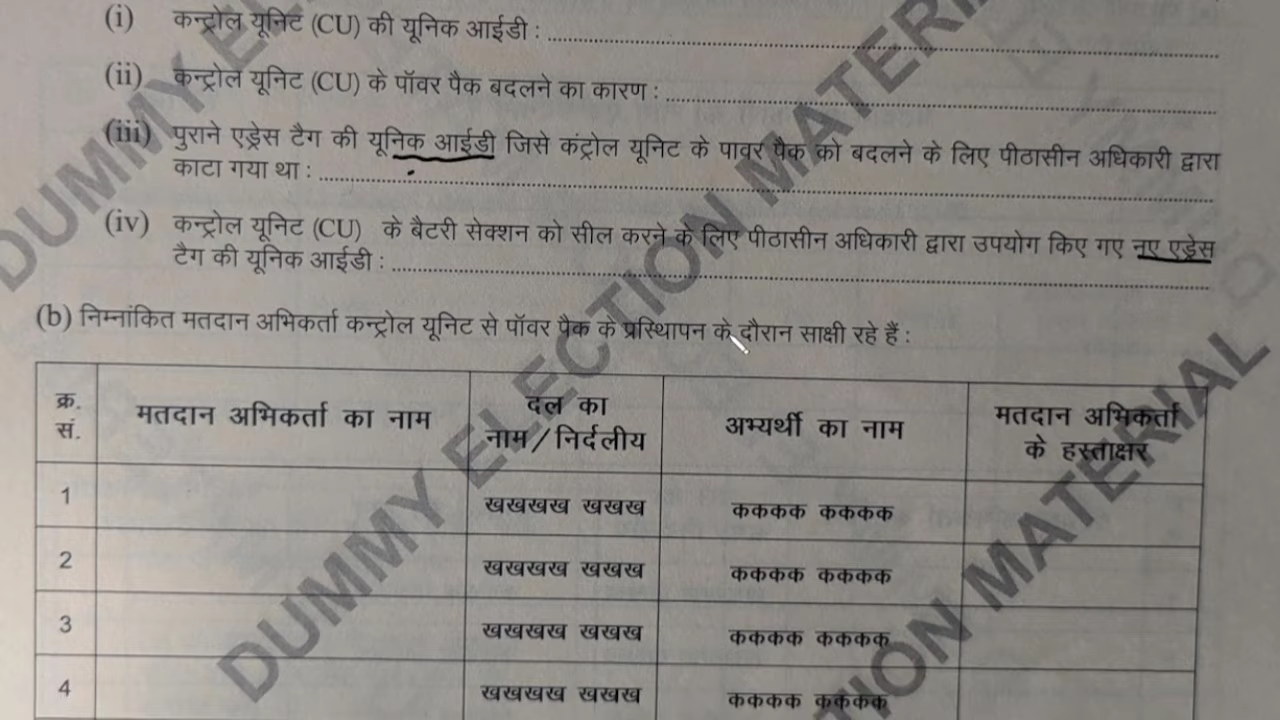 (i) कन्ट्रोल यूनिट (CU) की यूनिक आईडी :
(ii) कन्ट्रोल यूनिट (CU) के पॉवर पैक बदलने का कारण :
(iii) पुराने एड्रेस टैग की यूनिक आईडी जिसे कंट्रोल यूनिट के पावर पैक को बदलने के लिए पीठासीन अधिकारी द्वारा
काटा गया था :
(iv) कन्ट्रोल यूनिट (CU) के बैटरी सेक्शन को सील करने के लिए पीठासीन अधिकारी द्वारा उपयोग किए गए नए एड्रेस
टैग की यूनिक आईडी :
(b) निम्नांकित मतदान अभिकर्ता कन्ट्रोल यूनिट से पॉवर पैक के प्रस्थिापन के दौरान साक्षी रहे हैं :
क्र. सं. मतदान अभिकर्ता का नाम दल का नाम/निर्दलीय अभ्यर्थी का नाम मतदान अभिकर्ता के हस्ताक्षर
1 खखखख खखख कककक कककक
2 खखखख खखख कककक कककक
3 खखखख खखख कककक कककक
4 खखखख खखख कककक कककक
DUMMY ELECTION MATERIAL
DUMMY ELECTION MATERIAL